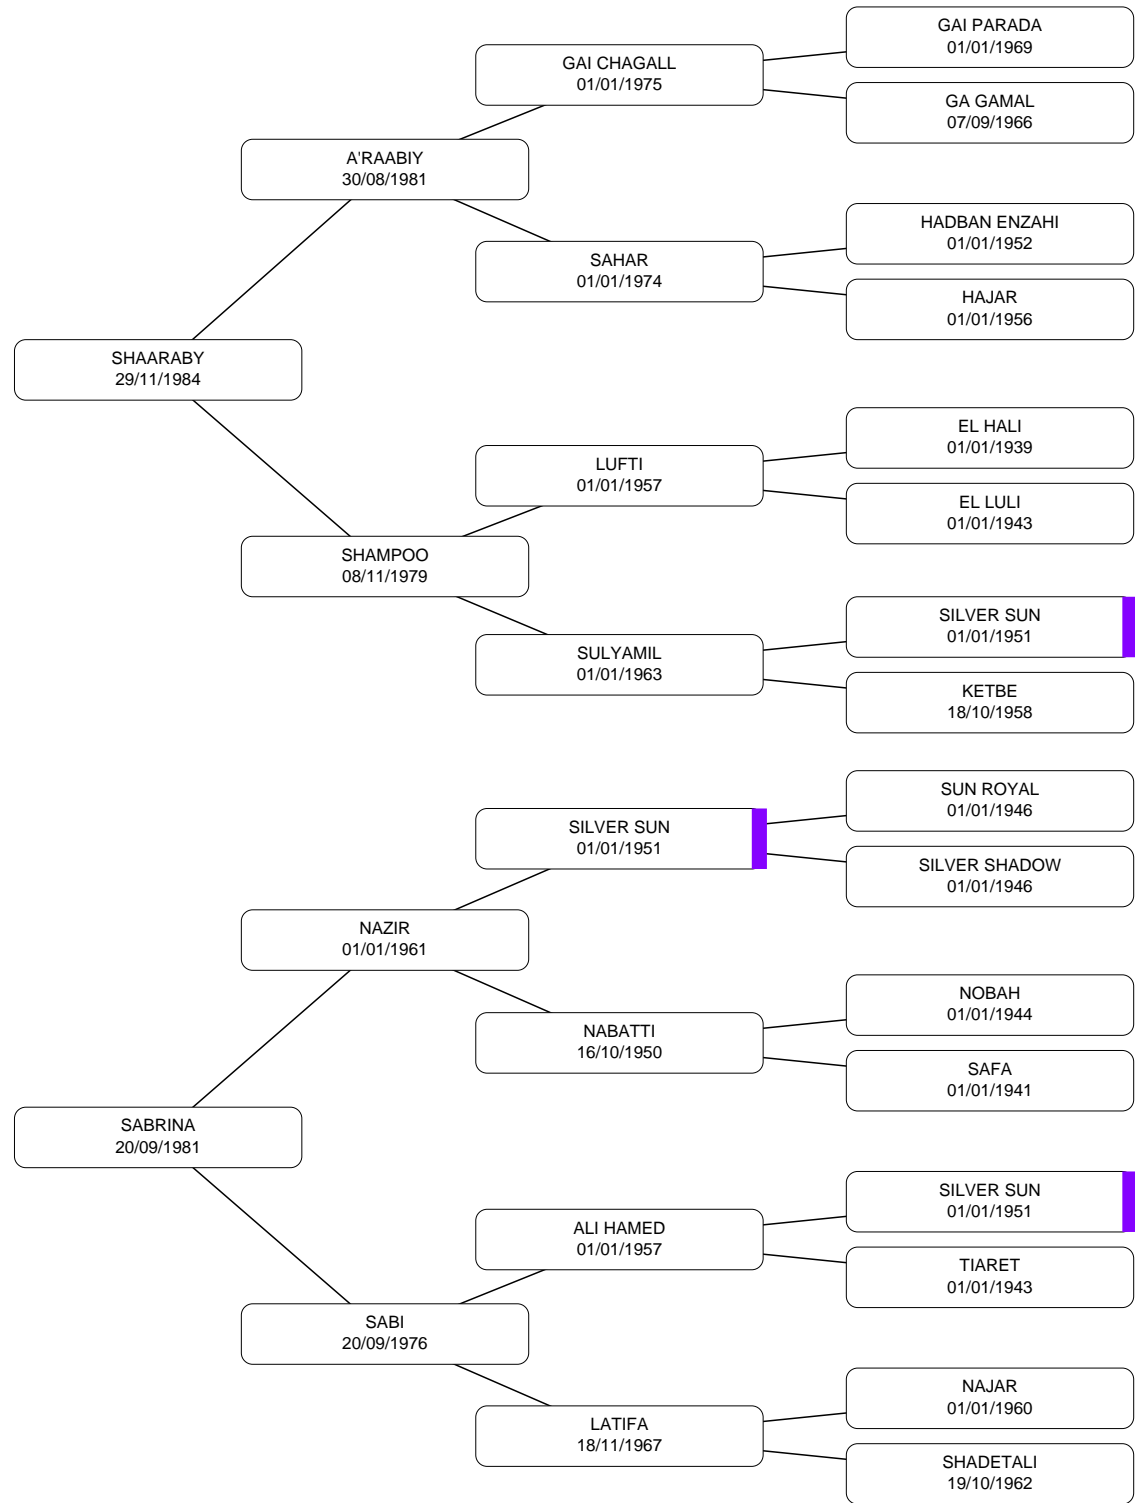 GAI PARADA
01/01/1969
GAI CHAGALL
01/01/1975
GA GAMAL
07/09/1966
A'RAABIY
30/08/1981
HADBAN ENZAHI
01/01/1952
SAHAR
01/01/1974
HAJAR
01/01/1956
SHAARABY
29/11/1984
EL HALI
01/01/1939
LUFTI
01/01/1957
EL LULI
01/01/1943
SHAMPOO
08/11/1979
SILVER SUN
01/01/1951
SULYAMIL
01/01/1963
KETBE
18/10/1958
SUN ROYAL
01/01/1946
SILVER SUN
01/01/1951
SILVER SHADOW
01/01/1946
NAZIR
01/01/1961
NOBAH
01/01/1944
NABATTI
16/10/1950
SAFA
01/01/1941
SABRINA
20/09/1981
SILVER SUN
01/01/1951
ALI HAMED
01/01/1957
TIARET
01/01/1943
SABI
20/09/1976
NAJAR
01/01/1960
LATIFA
18/11/1967
SHADETALI
19/10/1962